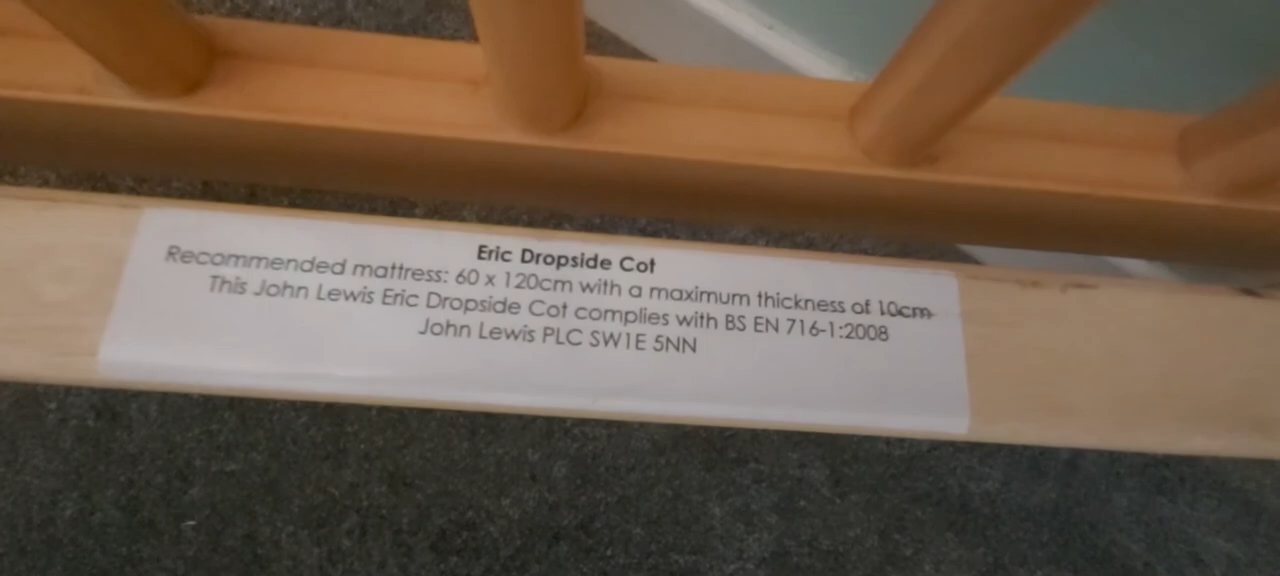 Eric Dropside Cot
Recommended mattress: 60 x 120cm with a maximum thickness of 10cm
This John Lewis Eric Dropside Cot complies with BS EN 716-1:2008
John Lewis PLC SW1E 5NN